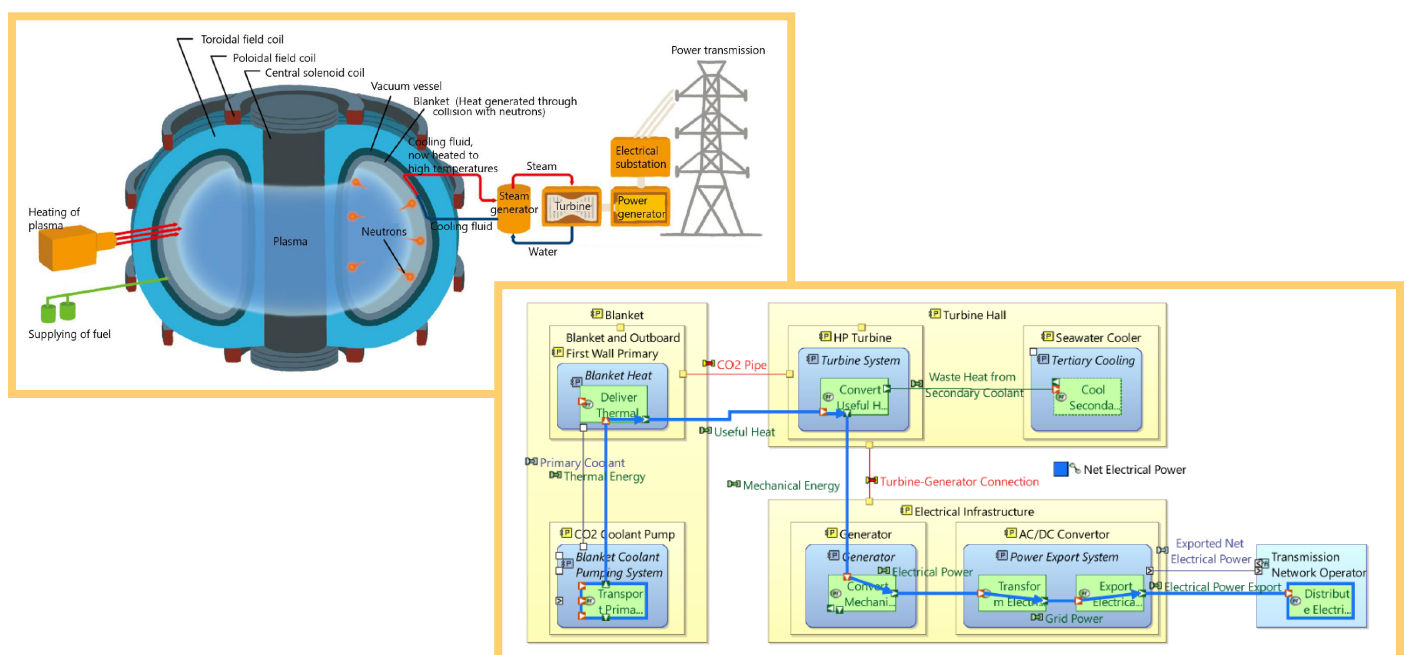 Toroidal field coil
Poloidal field coil
Central solenoid coil
Vacuum vessel
Blanket (Heat generated through
collision with neutrons)
Cooling fluid,
now heated to
high temperatures
Power transmission
Electrical
substation
Steam
Steam
generator
Turbine
Power
generator
Cooling fluid
Water
Heating of
plasma
Plasma
Neutrons
Supplying of fuel
Blanket
Blanket and Outboard
First Wall Primary
Blanket Heat
Deliver
Thermal
CO2 Pipe
Turbine Hall
HP Turbine
Turbine System
Convert
Useful H...
Waste Heat from
Secondary Coolant
Seawater Cooler
Tertiary Cooling
Cool
Seconda...
Useful Heat
Primary Coolant
Thermal Energy
Net Electrical Power
Mechanical Energy
Turbine-Generator Connection
CO2 Coolant Pump
Blanket Coolant
Pumping System
Transpor
t Prima...
Electrical Infrastructure
Generator
Generator
Convert
Mechani...
Electrical Power
AC/DC Convertor
Power Export System
Transfor
m Electri...
Export
Electrica...
Grid Power
Exported Net
Electrical Power
Electrical Power Export
Transmission
Network Operator
Distribut
e Electri...